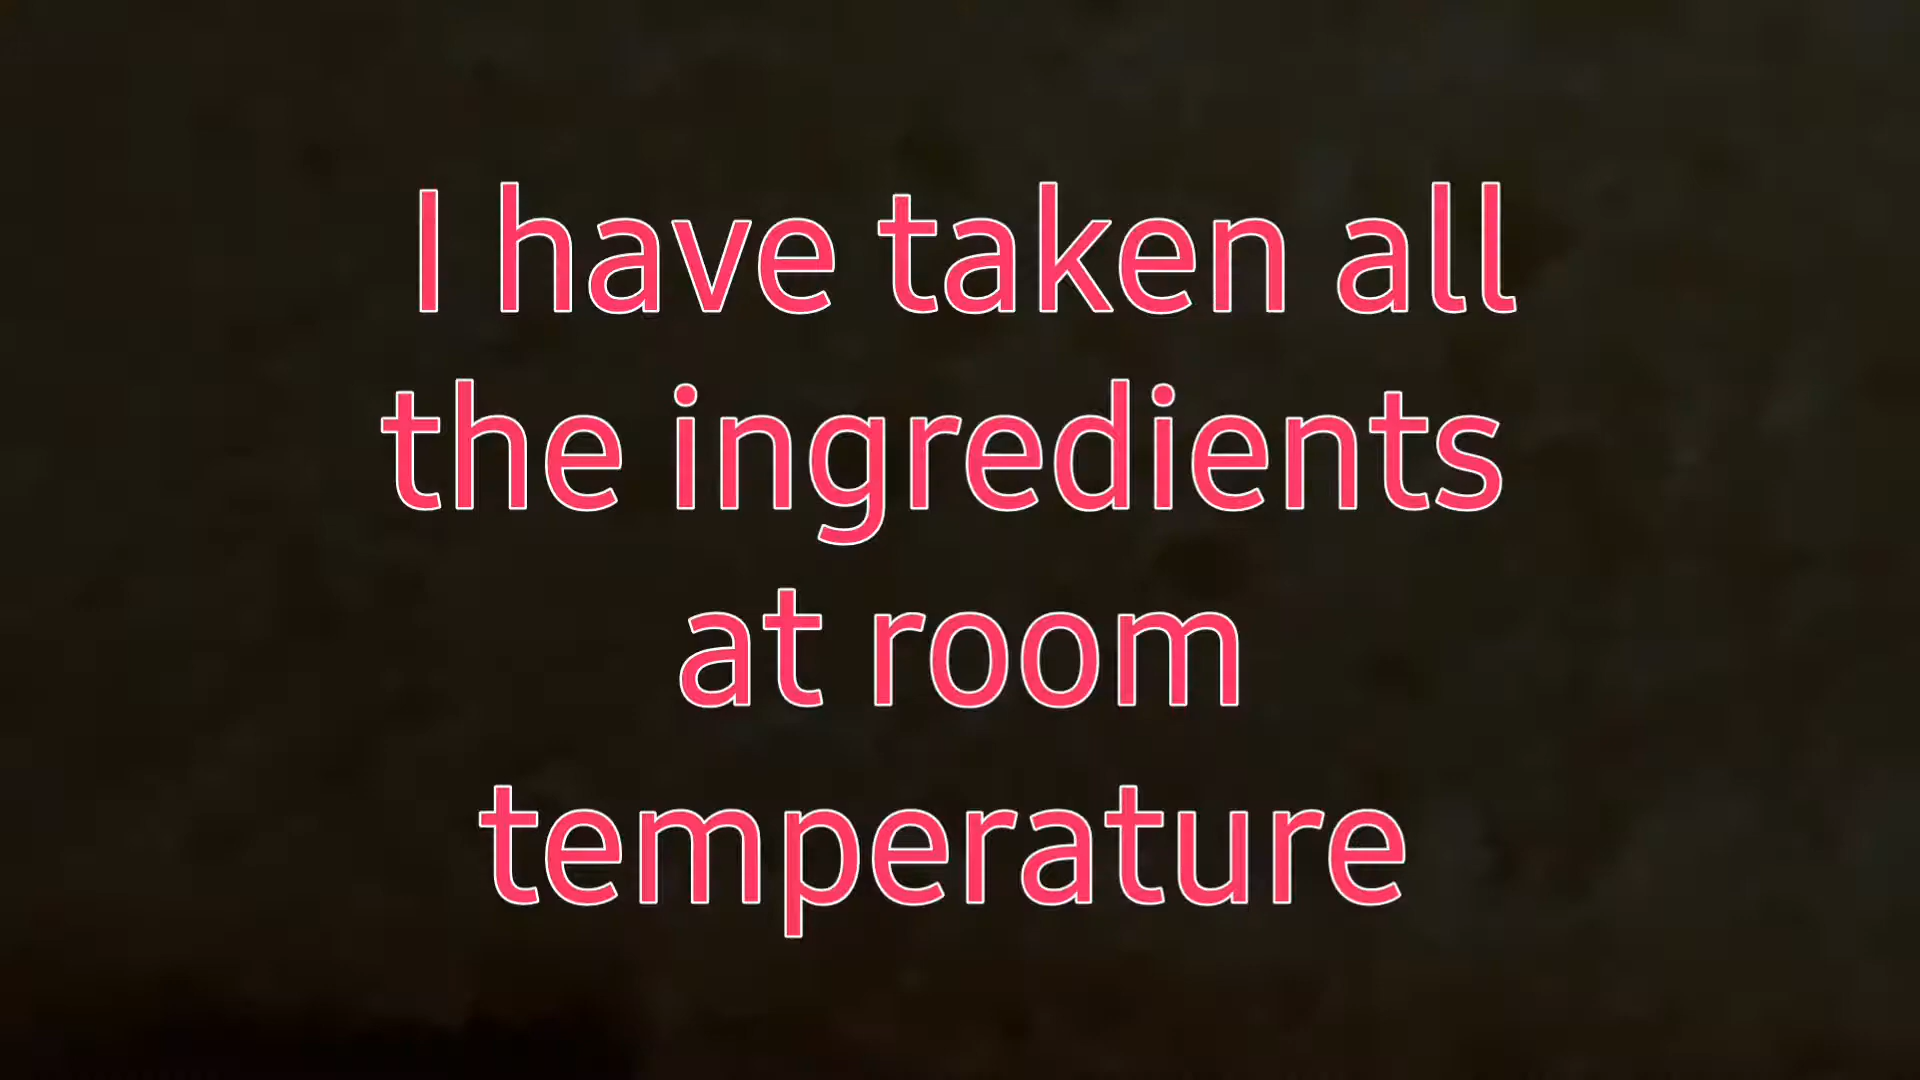 I have taken all
the ingredients
at room
temperature